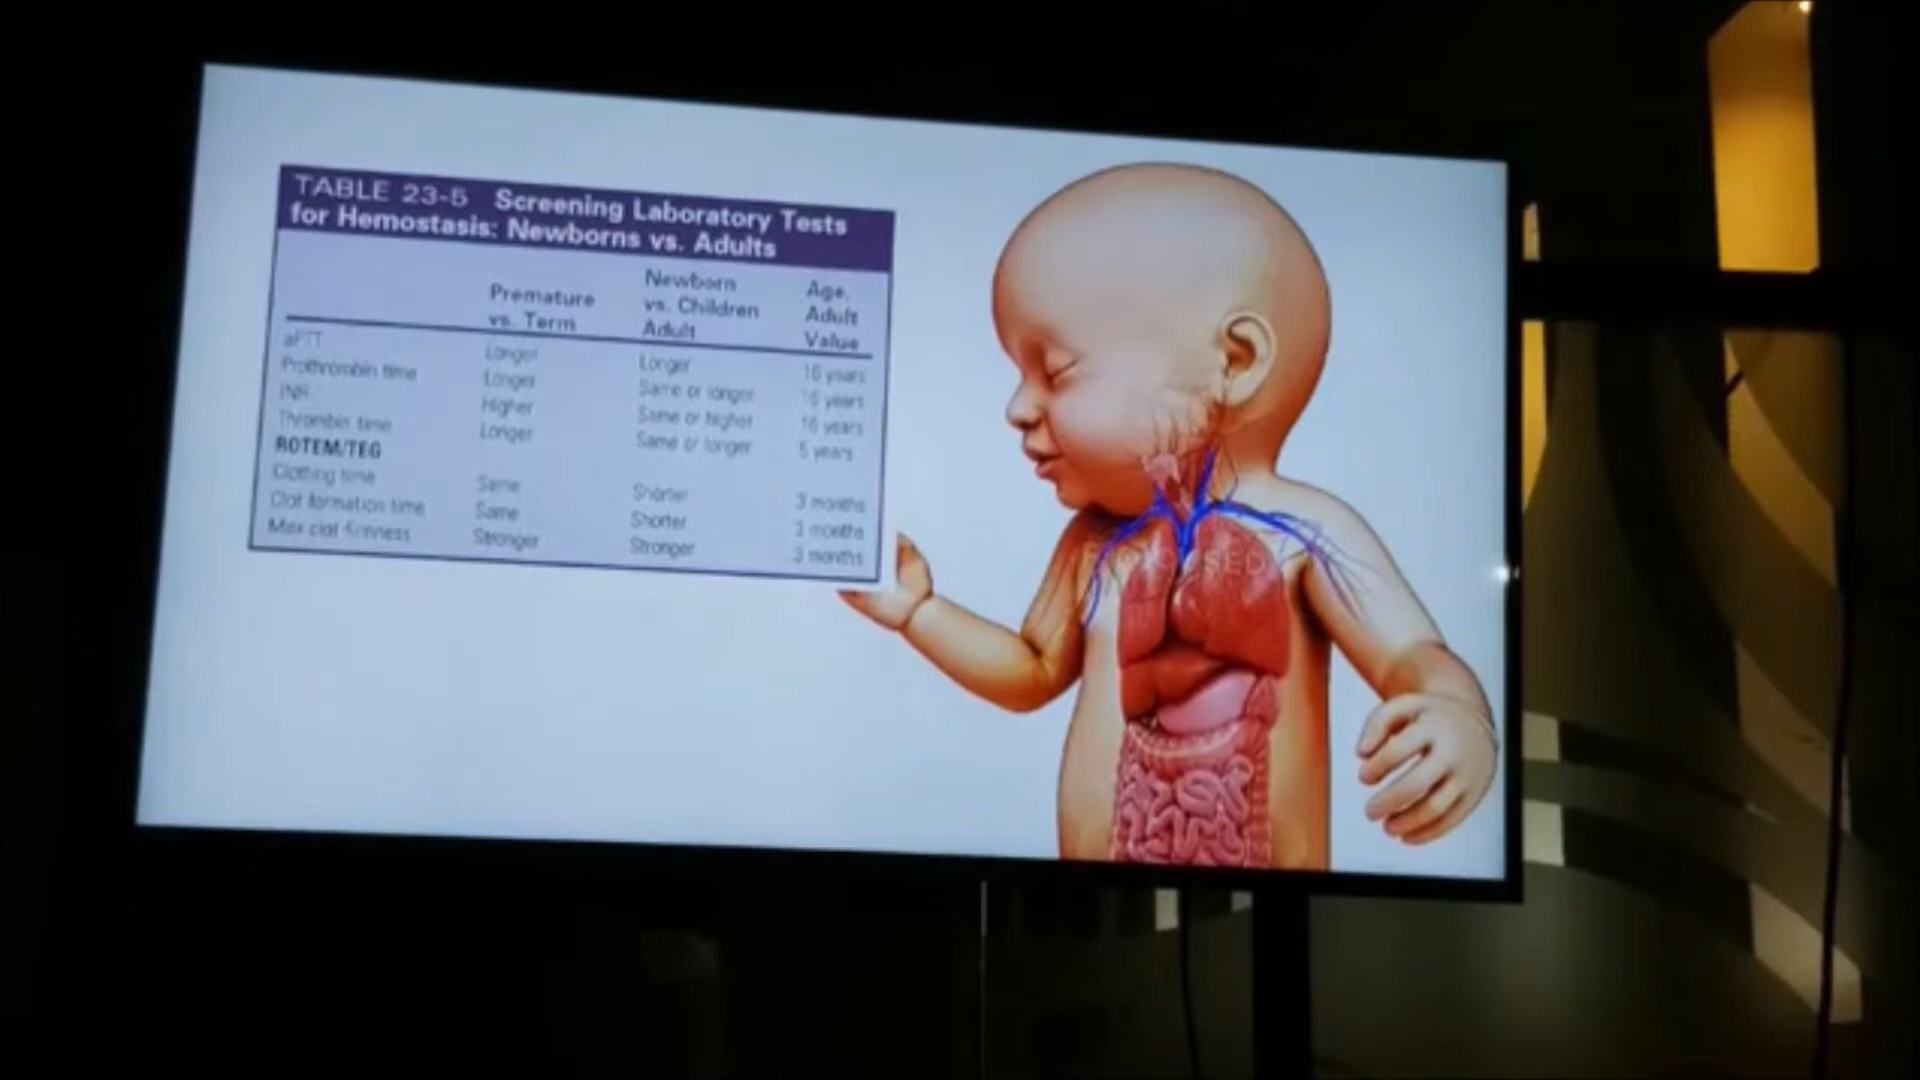 TABLE 23-5 Screening Laboratory Tests
for Hemostasis: Newborns vs. Adults
Premature vs. Term
Newborn vs. Children Adult
Age, Adult Value
aPTT Longer Longer 16 years
Prothrombin time Longer Same or longer 16 years
INR Higher Same or higher 16 years
Thrombin time Longer Same or longer 5 years
ROTEM/TEG
Clotting time Same Shorter 3 months
Clot formation time Same Shorter 3 months
Max clot firmness Stronger Stronger 3 months